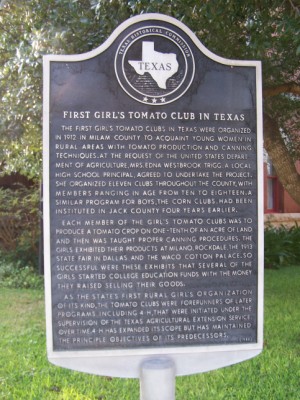 TEXAS HISTORICAL COMMISSION
TEXAS
FIRST GIRL'S TOMATO CLUB IN TEXAS
THE FIRST GIRLS TOMATO CLUBS IN TEXAS WERE ORGANIZED
IN 1912 IN MILAM COUNTY TO ACQUAINT YOUNG WOMEN IN
RURAL AREAS WITH TOMATO PRODUCTION AND CANNING
TECHNIQUES. AT THE REQUEST OF THE UNITED STATES DEPART-
MENT OF AGRICULTURE, MRS. EDNA WESTBROOK TRIGG, A LOCAL
HIGH SCHOOL PRINCIPAL, AGREED TO UNDERTAKE THE PROJECT.
SHE ORGANIZED ELEVEN CLUBS THROUGHOUT THE COUNTY, WITH
MEMBERS RANGING IN AGE FROM TEN TO EIGHTEEN. A
SIMILAR PROGRAM FOR BOYS, THE CORN CLUBS, HAD BEEN
INSTITUTED IN JACK COUNTY FOUR YEARS EARLIER.
EACH MEMBER OF THE GIRLS TOMATO CLUBS WAS TO
PRODUCE A TOMATO CROP ON ONE-TENTH OF AN ACRE OF LAND
AND THEN WAS TAUGHT PROPER CANNING PROCEDURES. THE
GIRLS EXHIBITED THEIR PRODUCTS AT MILANO, ROCKDALE, THE 1913
STATE FAIR IN DALLAS, AND THE WACO COTTON PALACE. SO
SUCCESSFUL WERE THESE EXHIBITS THAT SEVERAL OF THE
GIRLS STARTED COLLEGE EDUCATION FUNDS WITH THE MONEY
THEY RAISED SELLING THEIR GOODS.
AS THE STATE'S FIRST RURAL GIRLS ORGANIZATION
OF ITS KIND, THE TOMATO CLUBS WERE FORERUNNERS OF LATER
PROGRAMS, INCLUDING 4-H, THAT WERE INITIATED UNDER THE
SUPERVISION OF THE TEXAS AGRICULTURAL EXTENSION SERVICE.
OVER TIME, 4-H HAS EXPANDED ITS SCOPE BUT HAS MAINTAINED
THE PRINCIPLE OBJECTIVES OF ITS PREDECESSORS.